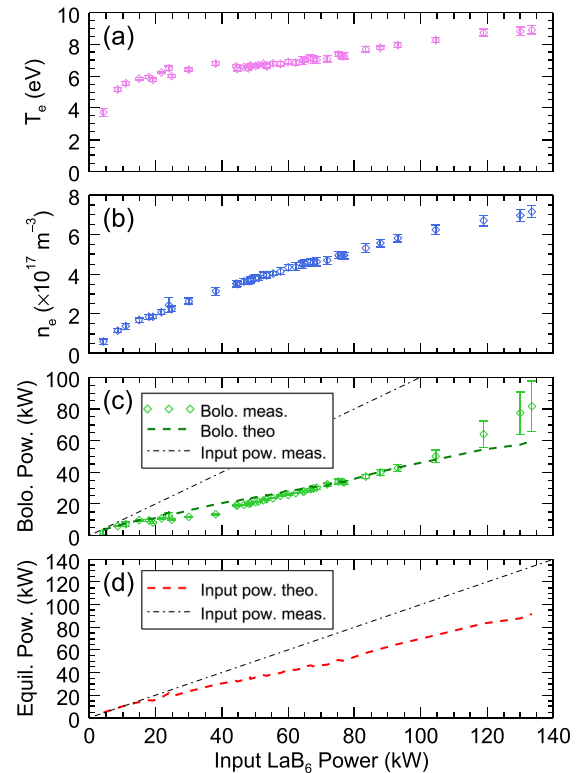 (a)
10
8
6
4
2
0
T_e (eV)
(b)
8
6
4
2
0
n_e (×10^17 m^−3)
(c)
100
80
60
40
20
0
Bolo. Pow. (kW)
Bolo. meas.
Bolo. theo
Input pow. meas.
(d)
140
120
100
80
60
40
20
0
Equil. Pow. (kW)
Input pow. theo.
Input pow. meas.
0 20 40 60 80 100 120 140
Input LaB_6 Power (kW)